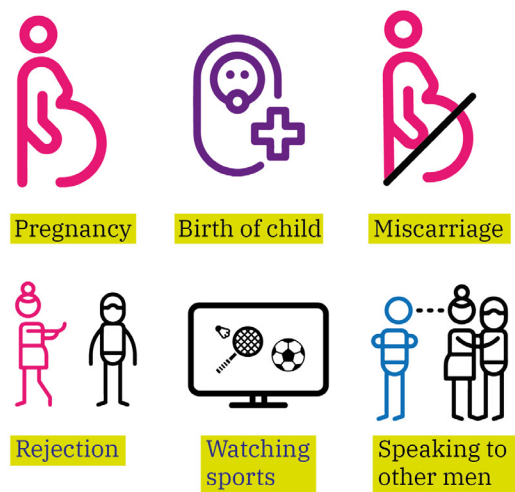 Pregnancy
Birth of child
Miscarriage
Rejection
Watching
sports
Speaking to
other men